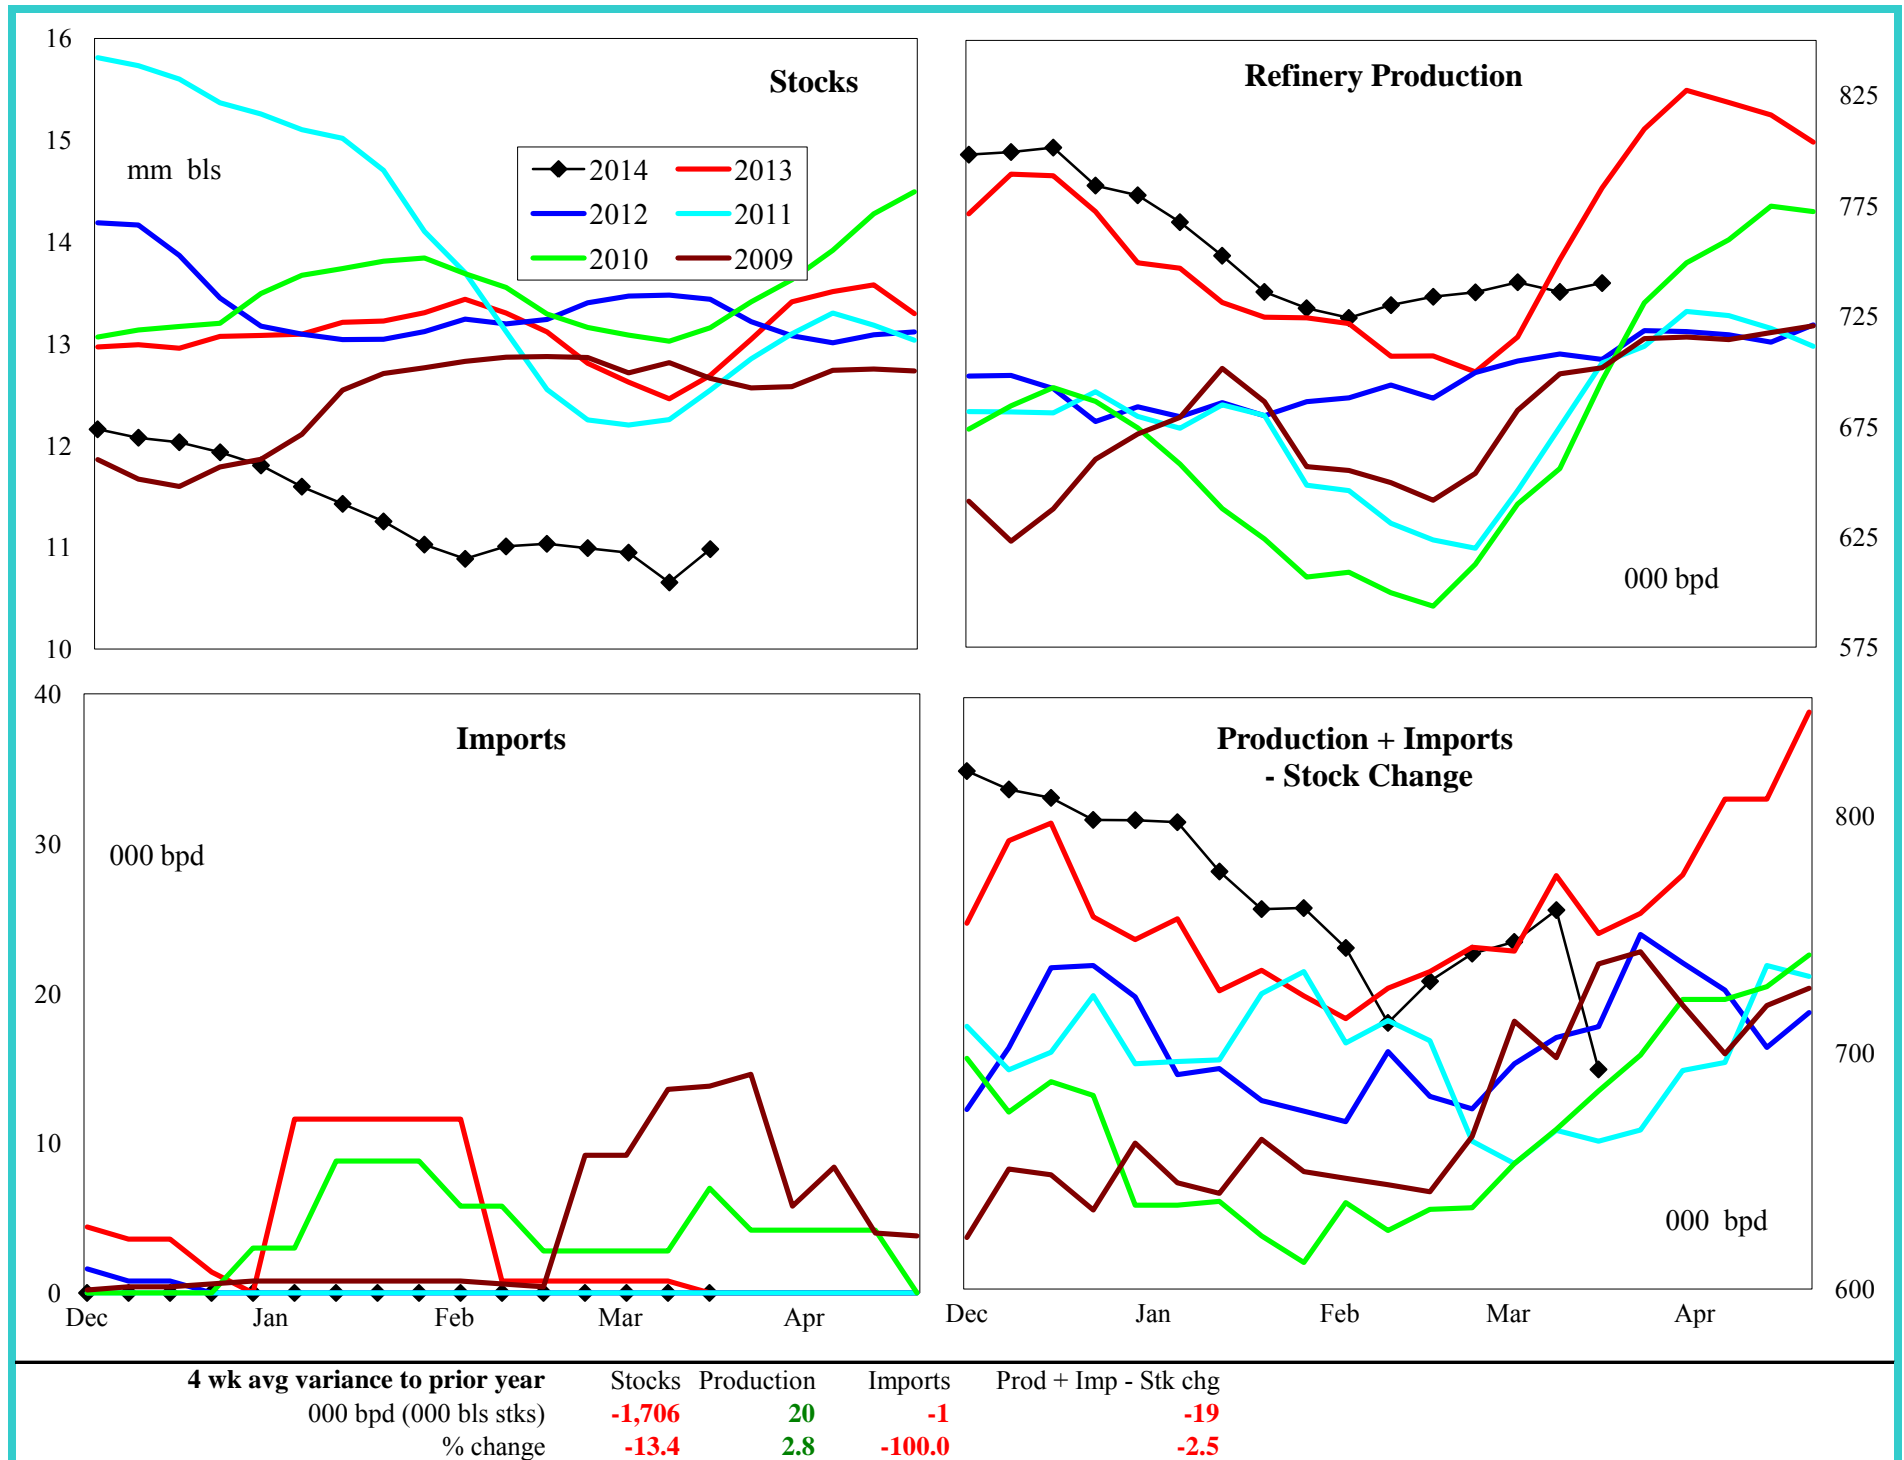 Stocks
mm bls
16
15
14
13
12
11
10
2014
2013
2012
2011
2010
2009
Refinery Production
000 bpd
825
775
725
675
625
575
Imports
000 bpd
40
30
20
10
0
Dec Jan Feb Mar Apr
Production + Imports
- Stock Change
000 bpd
800
700
600
Dec Jan Feb Mar Apr
4 wk avg variance to prior year Stocks Production Imports Prod + Imp - Stk chg
000 bpd (000 bls stks) -1,706 20 -1 -19
% change -13.4 2.8 -100.0 -2.5